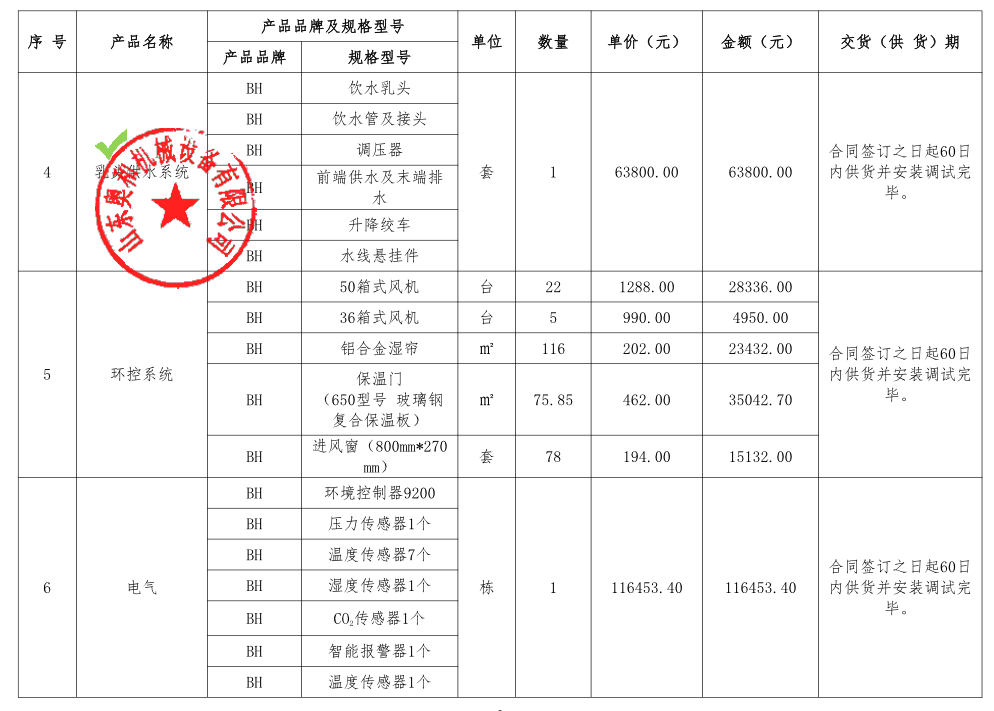 序 号 产品名称 产品品牌及规格型号 单位 数量 单价（元） 金额（元） 交货（供 货）期
产品品牌 规格型号
4 乳头供水系统 BH 饮水乳头 套 1 63800.00 63800.00 合同签订之日起60日
内供货并安装调试完
毕。
BH 饮水管及接头
BH 调压器
BH 前端供水及末端排
水
BH 升降绞车
BH 水线悬挂件
山东奥和机械设备有限公司
5 环控系统 BH 50箱式风机 台 22 1288.00 28336.00 合同签订之日起60日
内供货并安装调试完
毕。
BH 36箱式风机 台 5 990.00 4950.00
BH 铝合金湿帘 m² 116 202.00 23432.00
BH 保温门
（650型号 玻璃钢
复合保温板） m² 75.85 462.00 35042.70
BH 进风窗（800mm*270
mm） 套 78 194.00 15132.00
6 电气 BH 环境控制器9200 栋 1 116453.40 116453.40 合同签订之日起60日
内供货并安装调试完
毕。
BH 压力传感器1个
BH 温度传感器7个
BH 湿度传感器1个
BH CO₂传感器1个
BH 智能报警器1个
BH 温度传感器1个